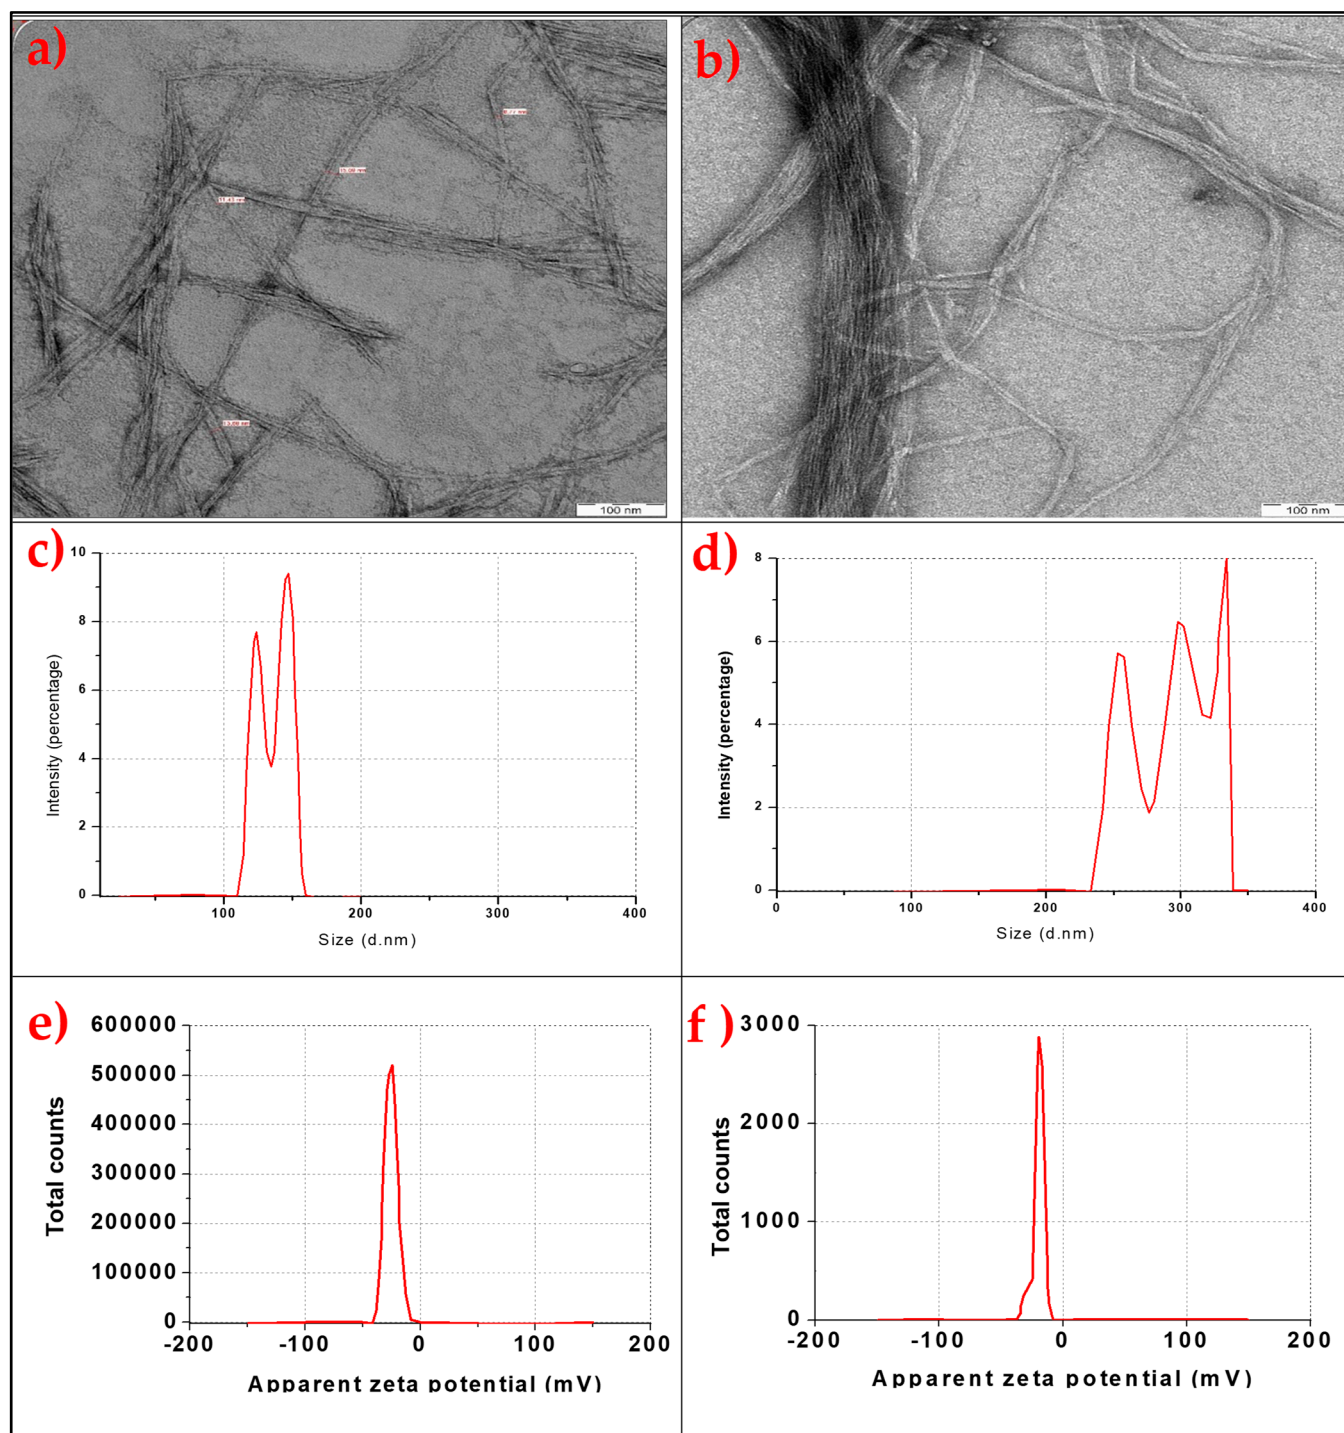 a)
b)
100 nm
100 nm
c)
10
8
6
4
2
0
100
200
300
400
Intensity (percentage)
Size (d.nm)
d)
8
6
4
2
0
0
100
200
300
400
Intensity (percentage)
Size (d.nm)
e)
600000
500000
400000
300000
200000
100000
0
-200
-100
0
100
200
Total counts
Apparent zeta potential (mV)
f )
3000
2000
1000
0
-200
-100
0
100
200
Total counts
Apparent zeta potential (mV)